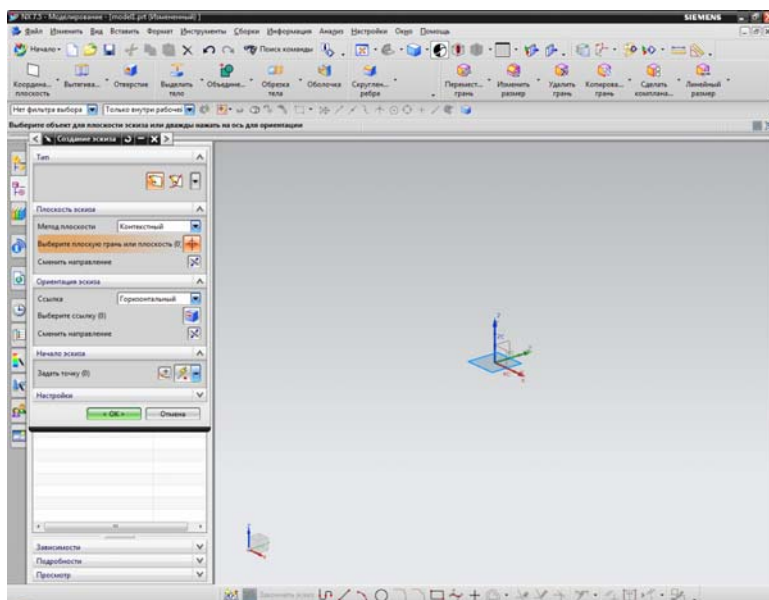 NX 7.5 - Моделирование - [model1.prt (Измененный) ]
SIEMENS
Файл Изменить Вид Вставить Формат Инструменты Сборки Информация Анализ Настройки Окно Помощь
Начало
Поиск команды
Координа... плоскость
Вытягива...
Отверстие
Выделить тело
Объедине...
Обрезка тела
Оболочка
Скруглен... ребра
Перемест... грань
Изменить размер
Удалить грань
Копирова... грань
Сделать компллана...
Линейный размер
Нет фильтра выбора
Только внутри рабочей
Выберите объект для плоскости эскиза или дважды нажать на ось для ориентации
Создание эскиза
Тип
Плоскость эскиза
Метод плоскости
Контекстный
Выберите плоскую грань или плоскость (0)
Сменить направление
Ориентация эскиза
Ссылка
Горизонтальный
Выберите ссылку (0)
Сменить направление
Начало эскиза
Задать точку (0)
Настройки
< OK >
Отмена
Зависимости
Подробности
Просмотр
Закончить эскиз